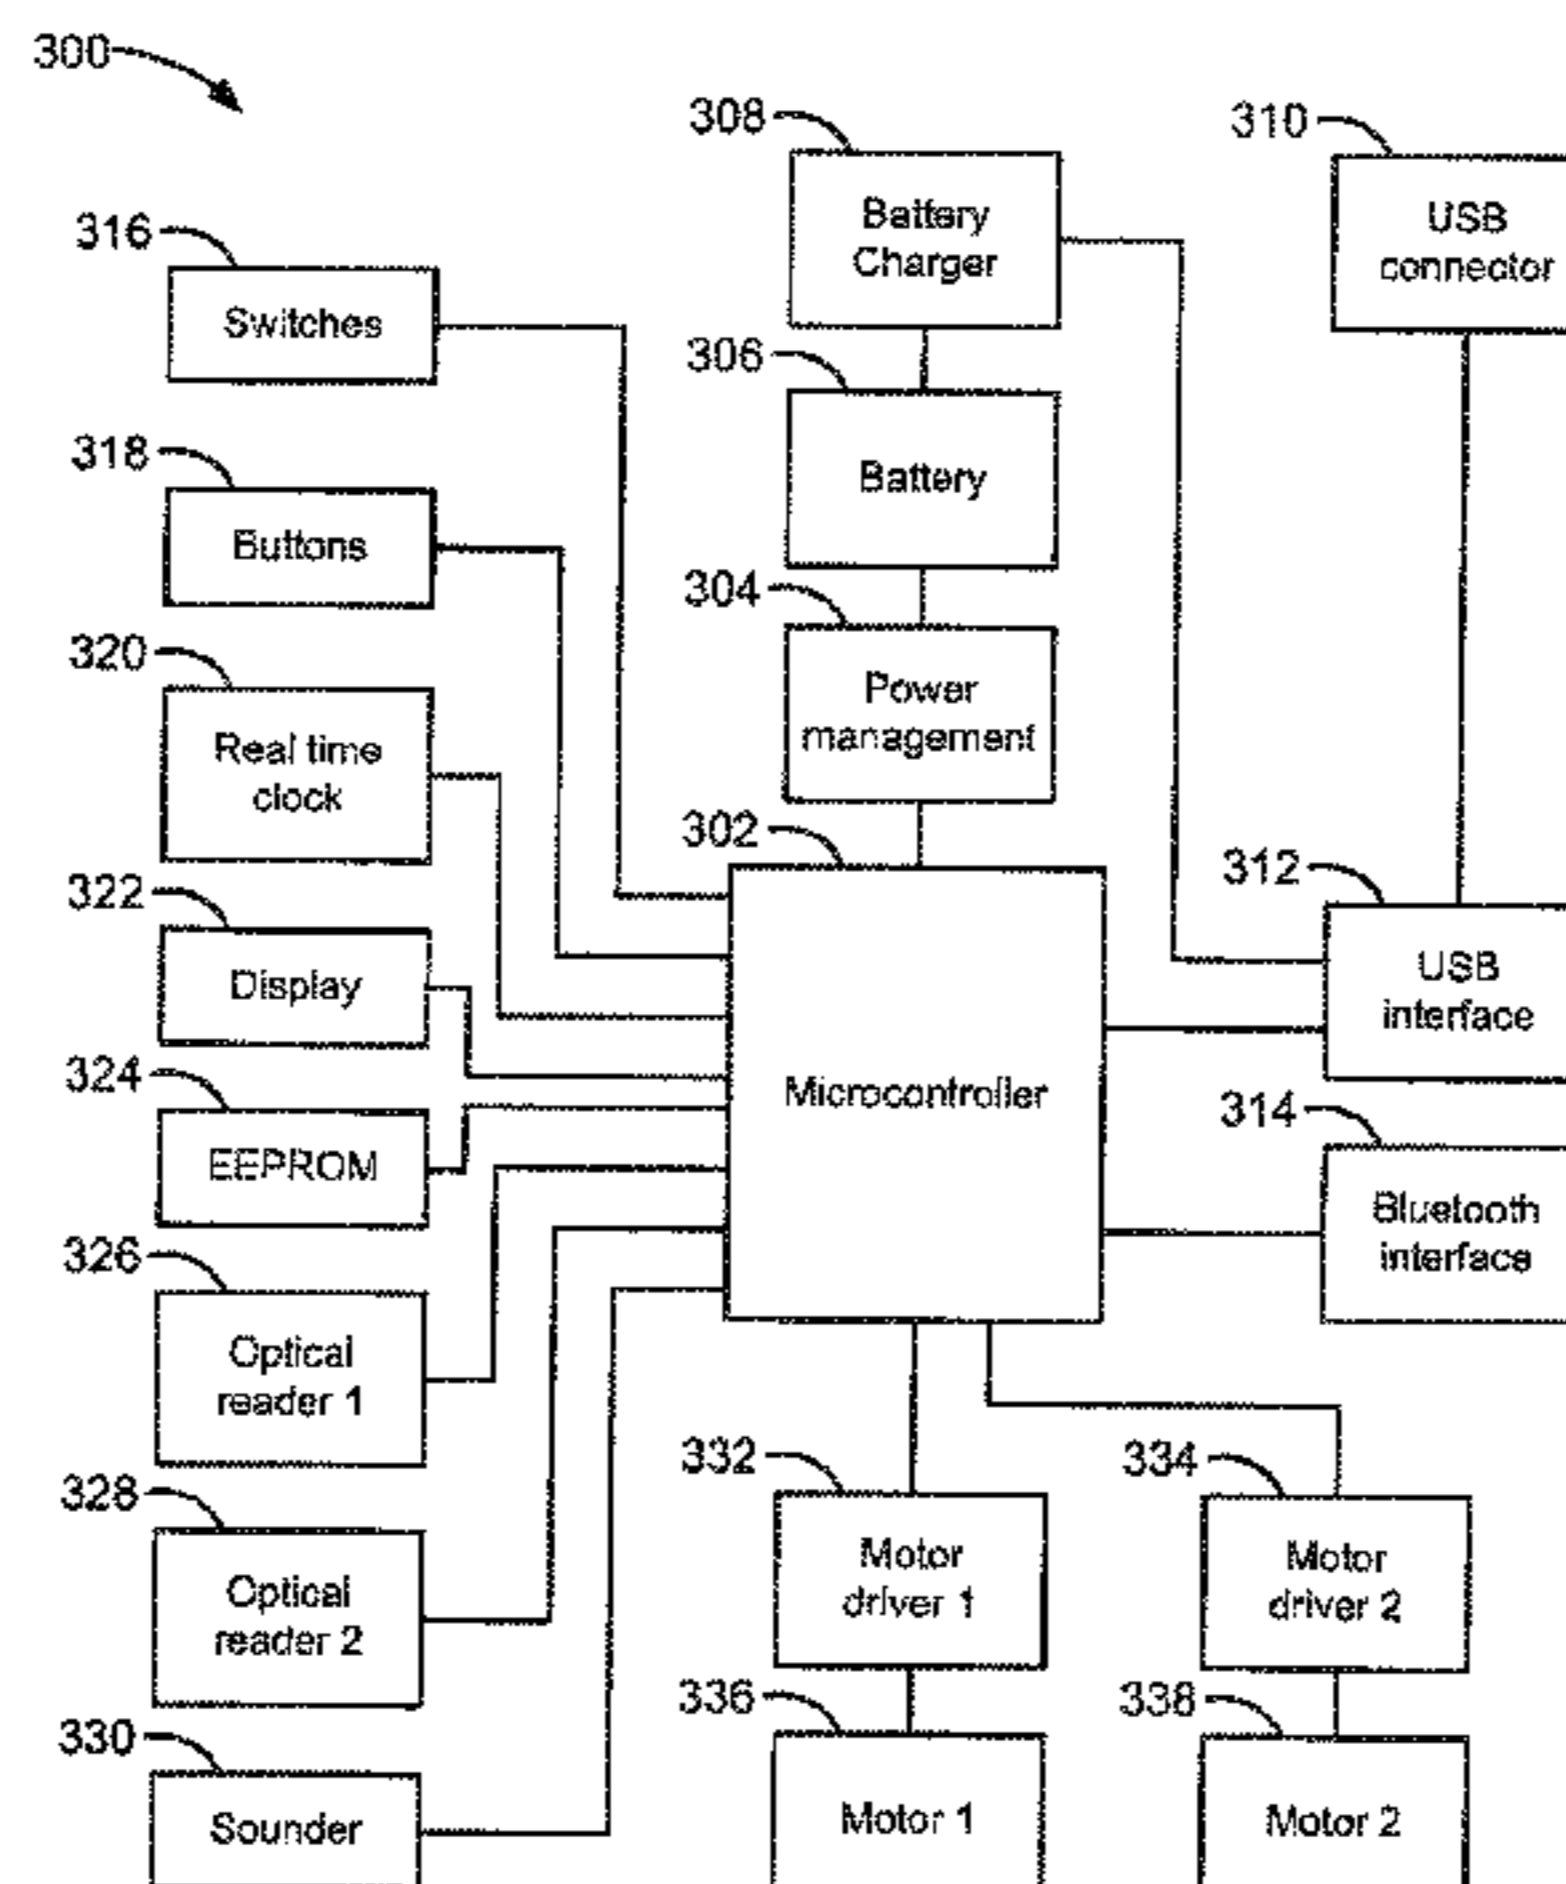 300
308
310
Battery
Charger
USB
connector
316
Switches
306
Battery
318
Buttons
304
Power
management
320
Real time
clock
302
Microcontroller
312
USB
interface
322
Display
324
EEPROM
314
Bluetooth
interface
326
Optical
reader 1
332
Motor
driver 1
334
Motor
driver 2
328
Optical
reader 2
336
Motor 1
338
Motor 2
330
Sounder